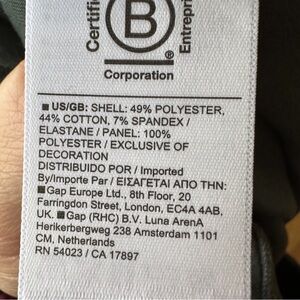 Certifi
B
®
Entrepri
Corporation
■ US/GB: SHELL: 49% POLYESTER,
44% COTTON, 7% SPANDEX /
ELASTANE / PANEL: 100%
POLYESTER / EXCLUSIVE OF
DECORATION
DISTRIBUIDO POR / Imported
By/Importe Par / ΕΙΣΑΓΕΤΑΙ ΑΠΟ ΤΗΝ:
■ Gap Europe Ltd., 8th Floor, 20
Farringdon Street, London, EC4A 4AB,
UK. ■ Gap (RHC) B.V. Luna ArenA
Herikerbergweg 238 Amsterdam 1101
CM, Netherlands
RN 54023 / CA 17897